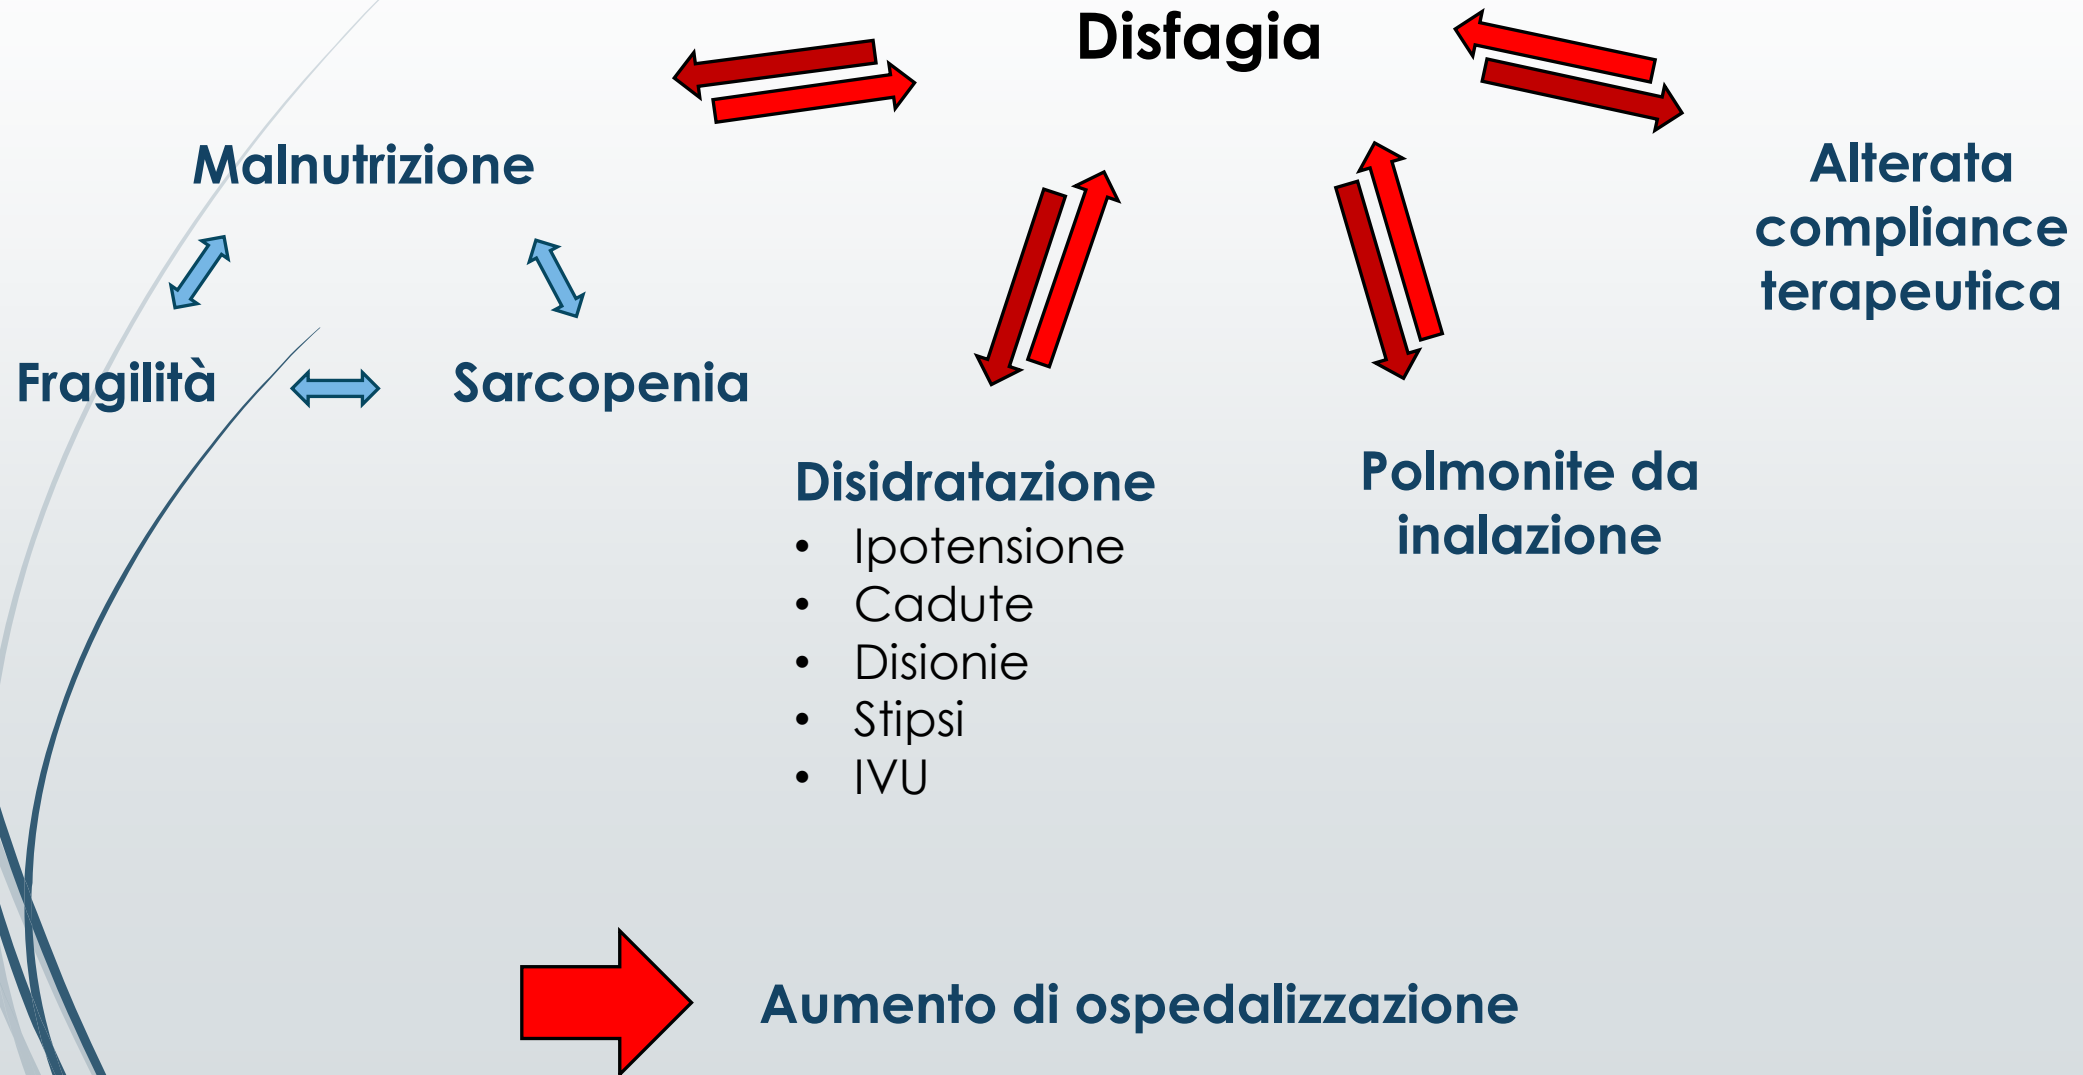 Disfagia
Malnutrizione
Alterata
compliance
terapeutica
Fragilità
Sarcopenia
Disidratazione
• Ipotensione
• Cadute
• Disionie
• Stipsi
• IVU
Polmonite da
inalazione
Aumento di ospedalizzazione